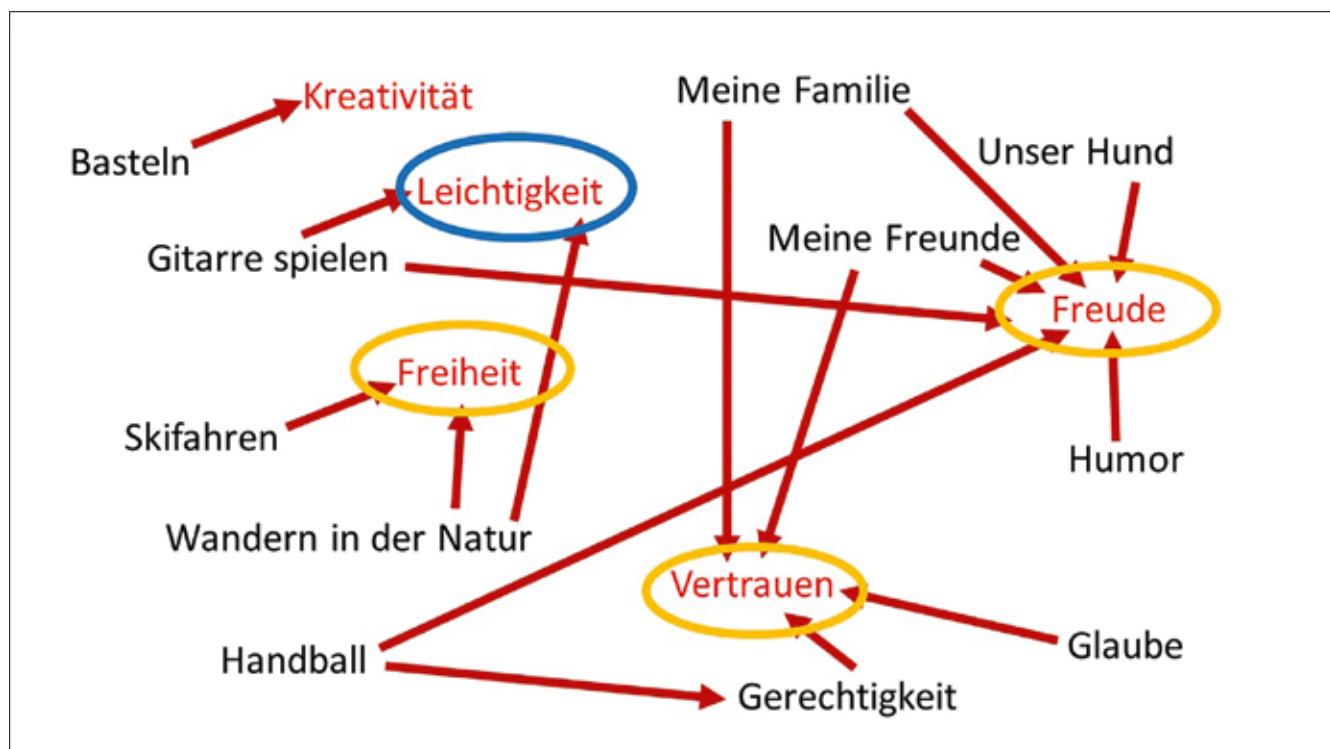 Kreativität
Meine Familie
Basteln
Unser Hund
Leichtigkeit
Gitarre spielen
Meine Freunde
Freude
Freiheit
Skifahren
Humor
Wandern in der Natur
Vertrauen
Handball
Glaube
Gerechtigkeit